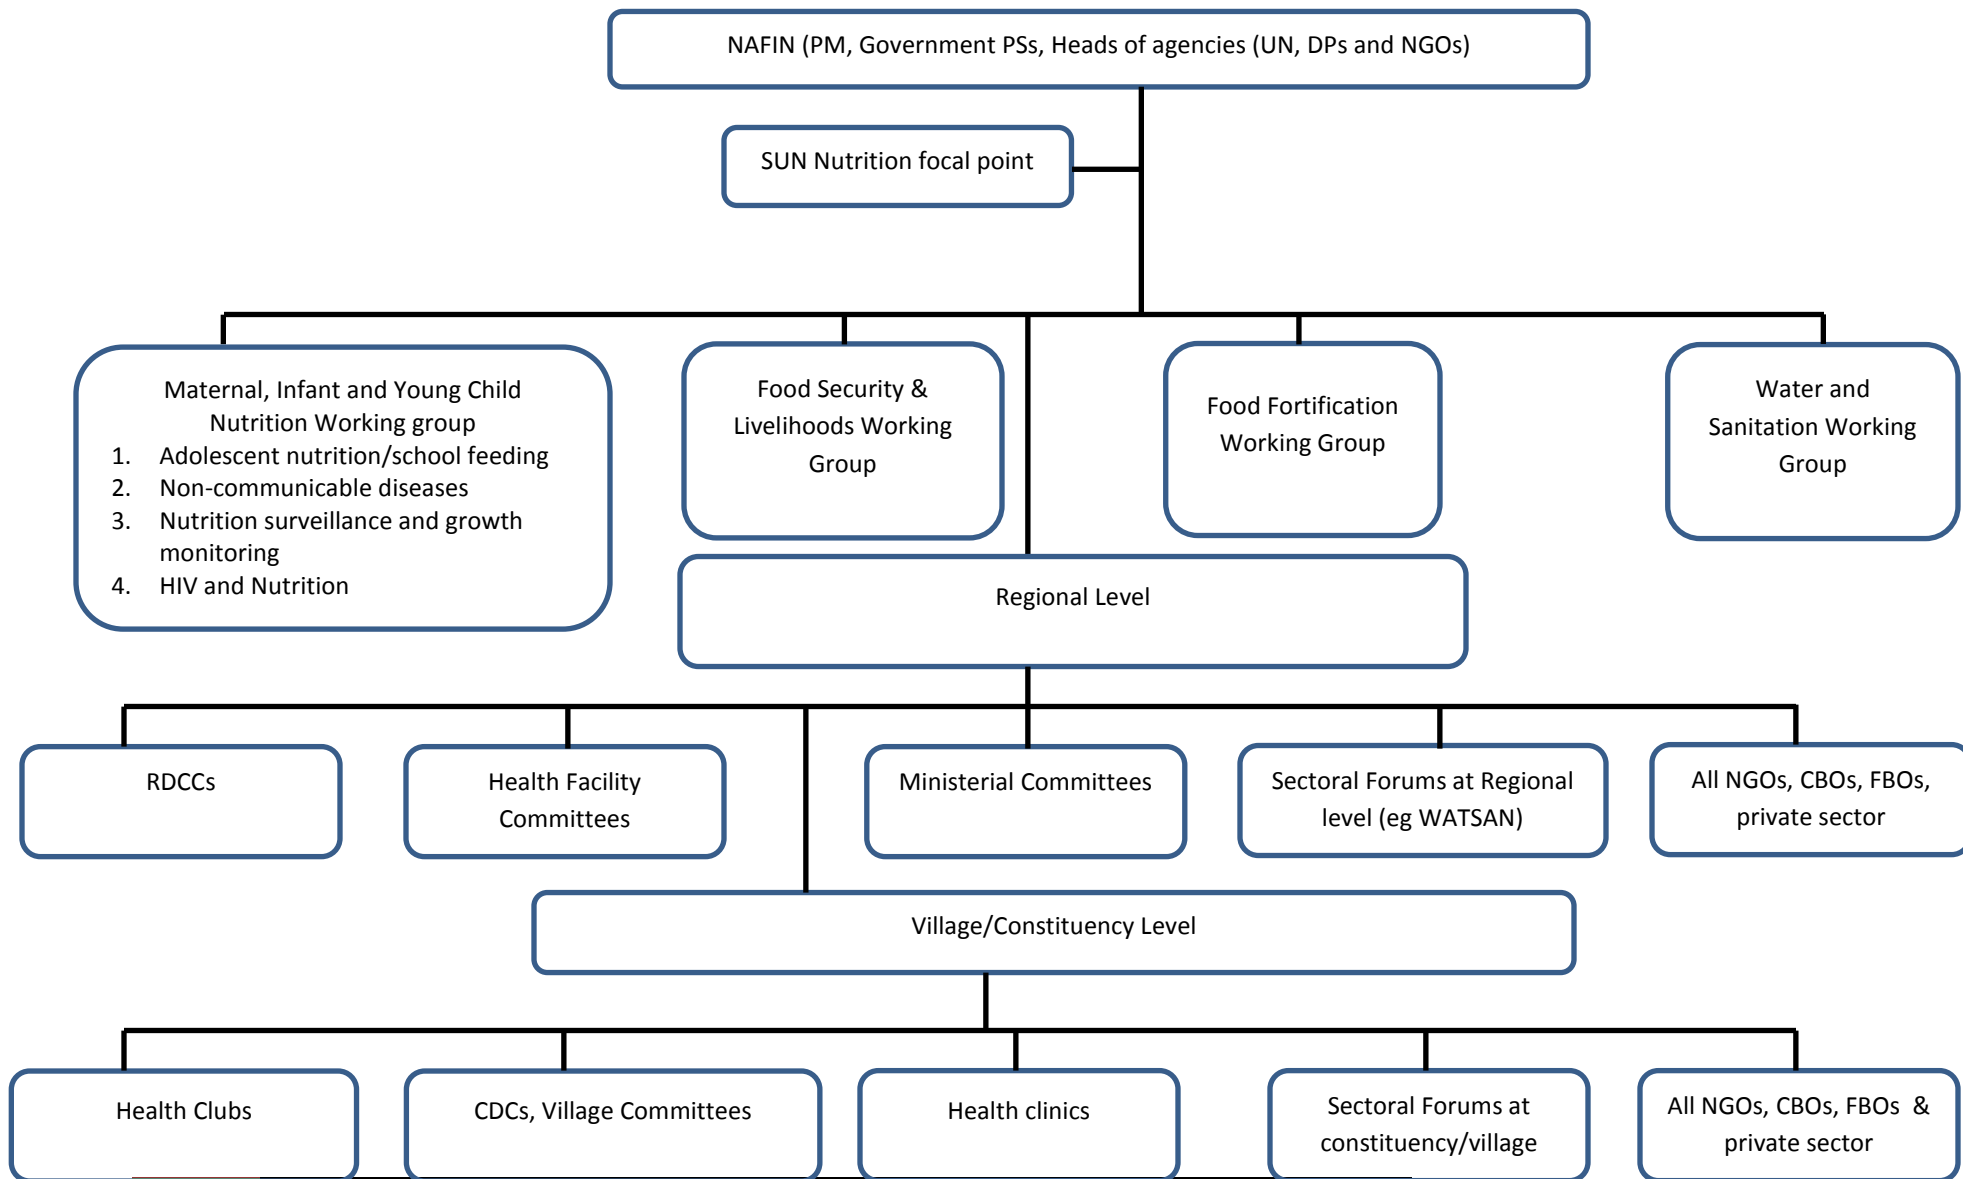 NAFIN (PM, Government PSs, Heads of agencies (UN, DPs and NGOs)
SUN Nutrition focal point
Maternal, Infant and Young Child
Nutrition Working group
1. Adolescent nutrition/school feeding
2. Non-communicable diseases
3. Nutrition surveillance and growth
monitoring
4. HIV and Nutrition
Food Security &
Livelihoods Working
Group
Food Fortification
Working Group
Water and
Sanitation Working
Group
Regional Level
RDCCs
Health Facility
Committees
Ministerial Committees
Sectoral Forums at Regional
level (eg WATSAN)
All NGOs, CBOs, FBOs,
private sector
Village/Constituency Level
Health Clubs
CDCs, Village Committees
Health clinics
Sectoral Forums at
constituency/village
All NGOs, CBOs, FBOs &
private sector